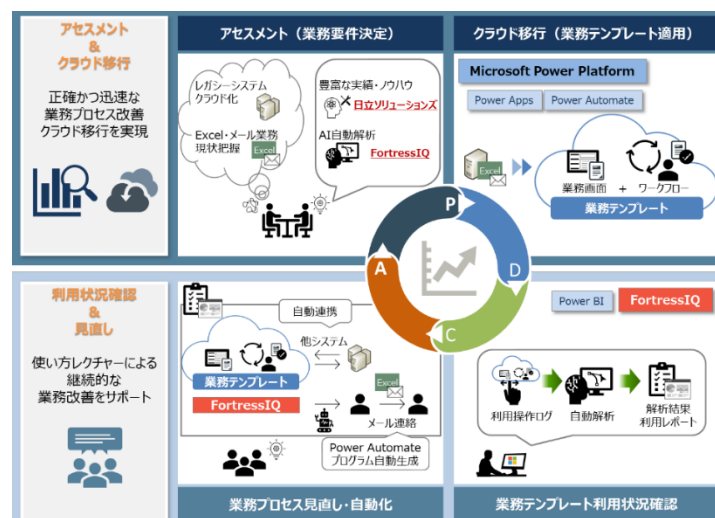 アセスメント
&
クラウド移行
正確かつ迅速な
業務プロセス改善
クラウド移行を実現
アセスメント（業務要件決定）
レガシーシステム
クラウド化
Excel・メール業務
現状把握
Excel
豊富な実績・ノウハウ
日立ソリューションズ
AI自動解析
FortressIQ
クラウド移行（業務テンプレート適用）
Microsoft Power Platform
Power Apps
Power Automate
Excel
業務画面 + ワークフロー
業務テンプレート
P
D
C
A
利用状況確認
&
見直し
使い方レクチャーによる
継続的な
業務改善をサポート
自動連携
他システム
業務テンプレート
FortressIQ
Excel
メール連絡
Power Automate
プログラム自動生成
業務プロセス見直し・自動化
Power BI
FortressIQ
利用操作ログ
自動解析
解析結果
利用レポート
業務テンプレート利用状況確認